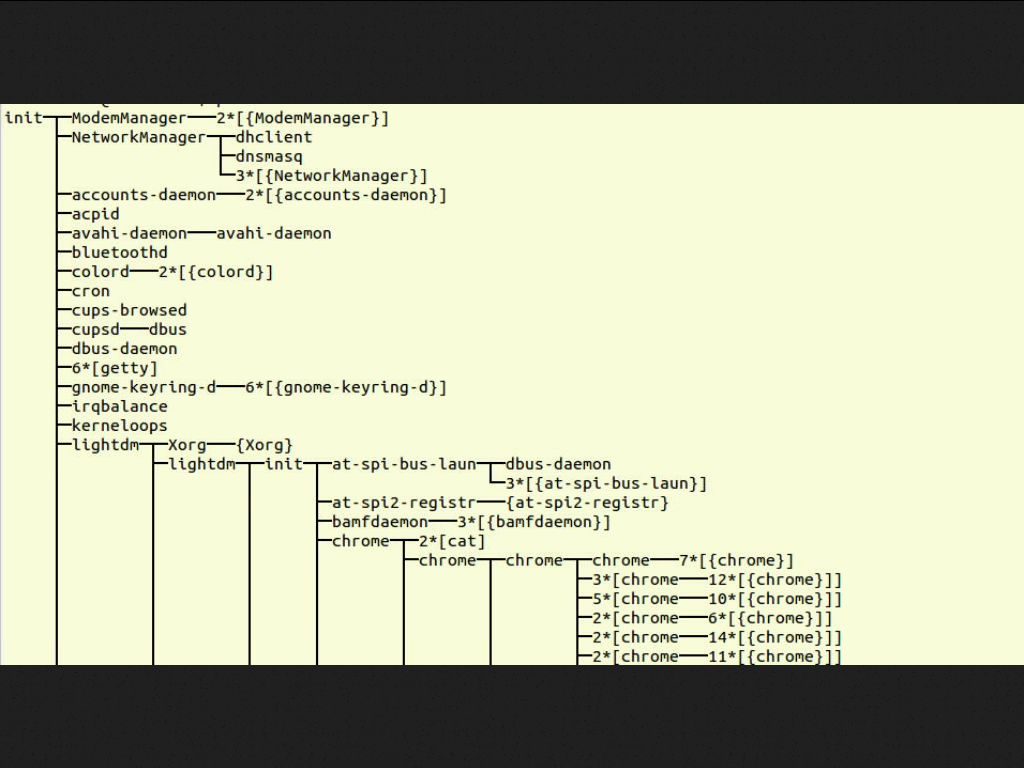 init─┬─ModemManager───2*[{ModemManager}]
├─NetworkManager─┬─dhclient
├─dnsmasq
└─3*[{NetworkManager}]
├─accounts-daemon───2*[{accounts-daemon}]
├─acpid
├─avahi-daemon───avahi-daemon
├─bluetoothd
├─colord───2*[{colord}]
├─cron
├─cups-browsed
├─cupsd───dbus
├─dbus-daemon
├─6*[getty]
├─gnome-keyring-d───6*[{gnome-keyring-d}]
├─irqbalance
├─kerneloops
├─lightdm─┬─Xorg───{Xorg}
├─lightdm─┬─init─┬─at-spi-bus-laun─┬─dbus-daemon
└─3*[{at-spi-bus-laun}]
├─at-spi2-registr───{at-spi2-registr}
├─bamfdaemon───3*[{bamfdaemon}]
├─chrome─┬─2*[cat]
├─chrome─┬─chrome─┬─chrome───7*[{chrome}]
├─3*[chrome───12*[{chrome}]]
├─5*[chrome───10*[{chrome}]]
├─2*[chrome───6*[{chrome}]]
├─2*[chrome───14*[{chrome}]]
├─2*[chrome───11*[{chrome}]]